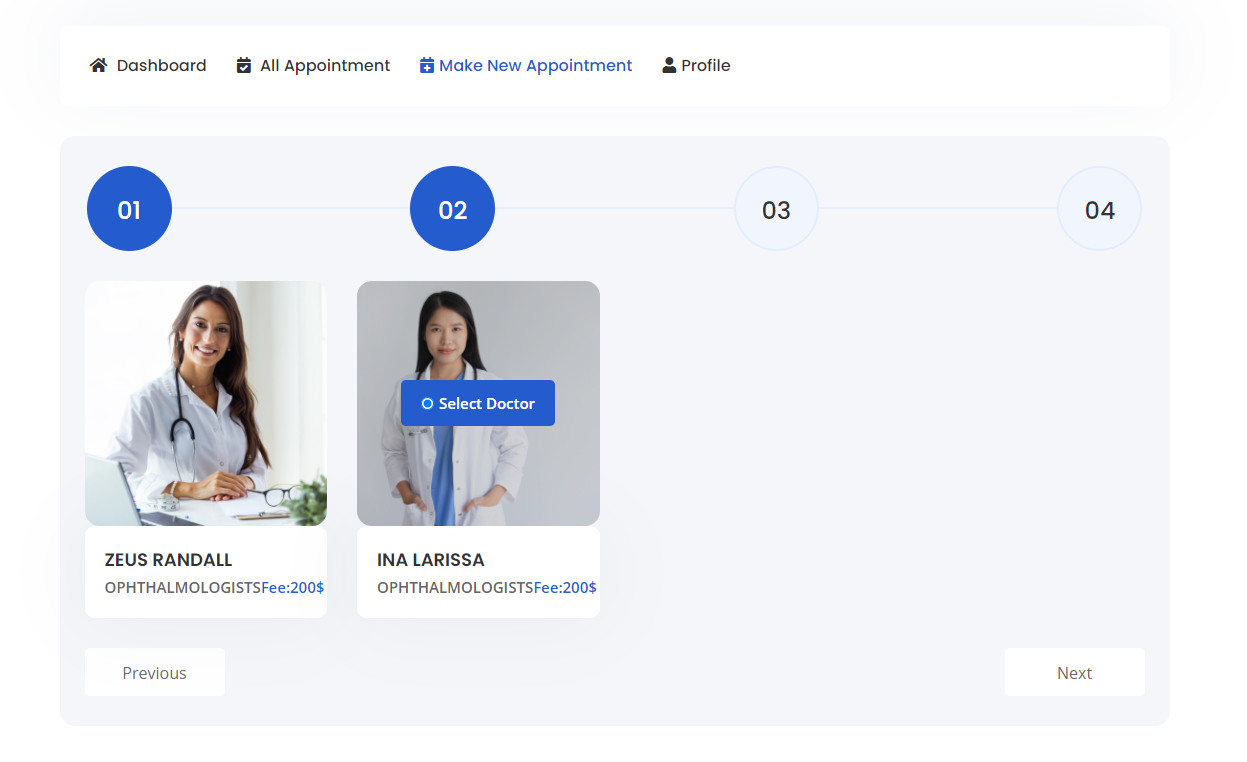 Dashboard All Appointment Make New Appointment Profile
01 02 03 04
Select Doctor
ZEUS RANDALL INA LARISSA
OPHTHALMOLOGISTSFee:200$ OPHTHALMOLOGISTSFee:200$
Previous Next